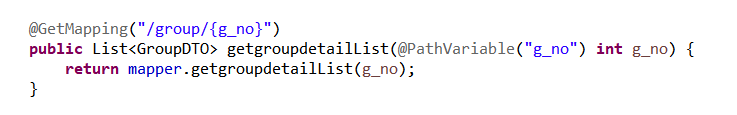 @GetMapping("/group/{g_no}")
public List<GroupDTO> getgroupdetailList(@PathVariable("g_no") int g_no) {
    return mapper.getgroupdetailList(g_no);
}